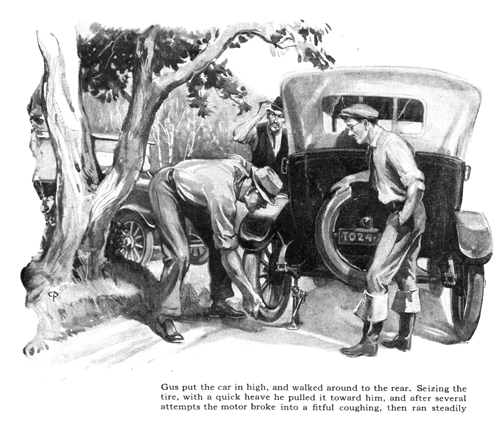 TO24
Gus put the car in high, and walked around to the rear. Seizing the
tire, with a quick heave he pulled it toward him, and after several
attempts the motor broke into a fitful coughing, then ran steadily